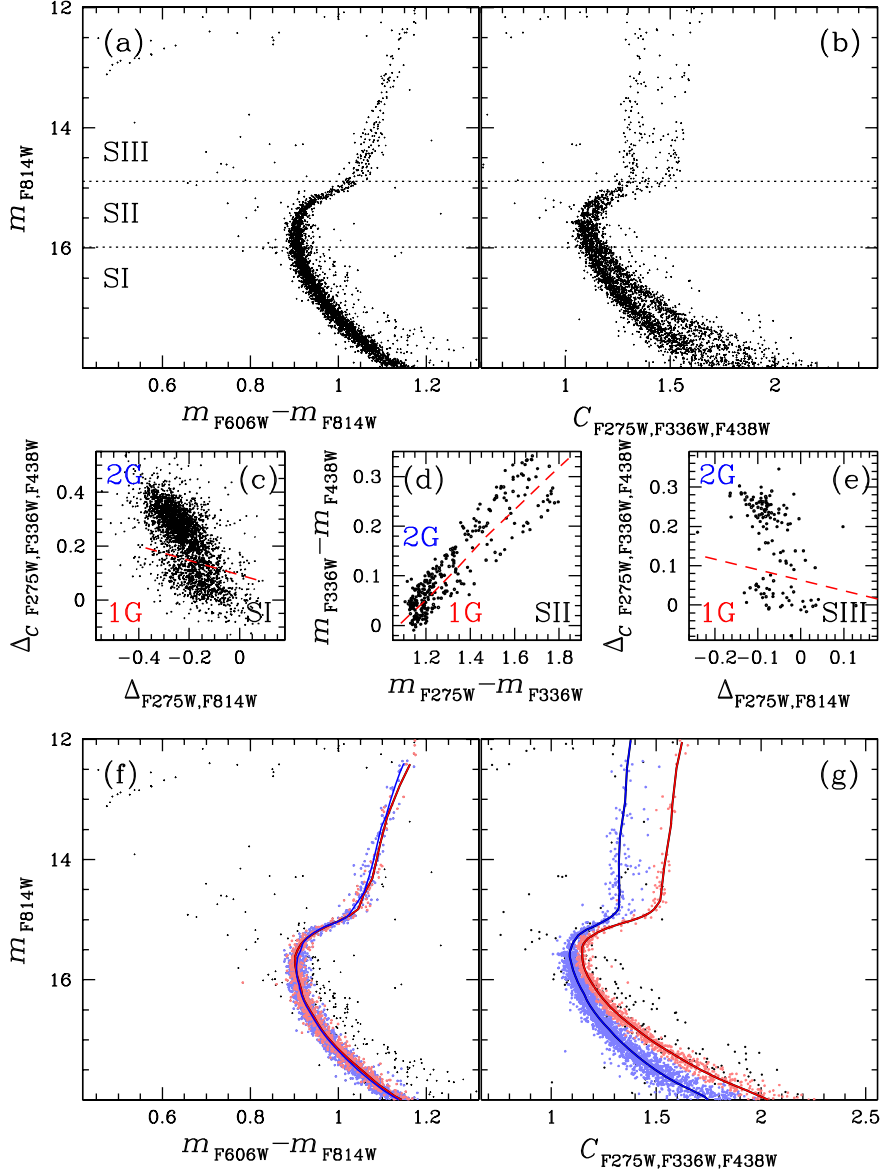 12
14
16
(a)
(b)
SIII
SII
SI
m F814W
0.6 0.8 1 1.2
1 1.5 2
m F606W − m F814W
C F275W,F336W,F438W
2G
(c)
1G
SI
0.4
0.2
0
−0.4 −0.2 0
Δ C F275W,F336W,F438W
Δ F275W,F814W
(d)
2G
1G
SII
0.3
0.2
0.1
0
1.2 1.4 1.6 1.8
m F336W − m F438W
m F275W − m F336W
2G
(e)
1G
SIII
0.3
0.2
0.1
0
−0.2 −0.1 0 0.1
Δ C F275W,F336W,F438W
Δ F275W,F814W
12
14
16
(f)
(g)
m F814W
0.6 0.8 1 1.2
1 1.5 2 2.5
m F606W − m F814W
C F275W,F336W,F438W